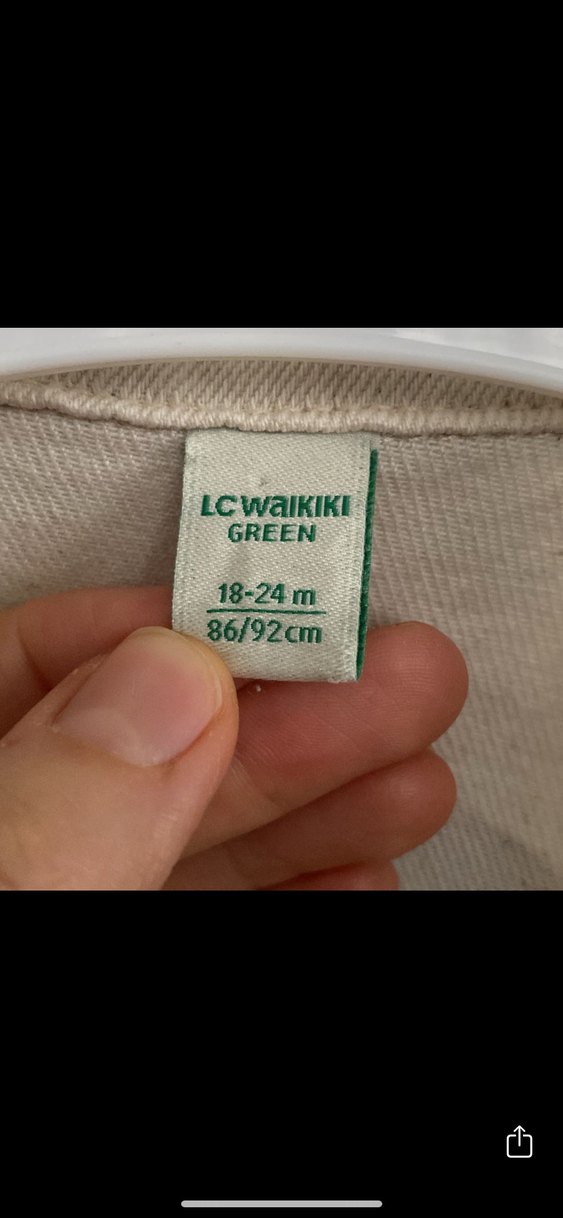 LC WAIKIKI
GREEN
18-24 m
86/92cm